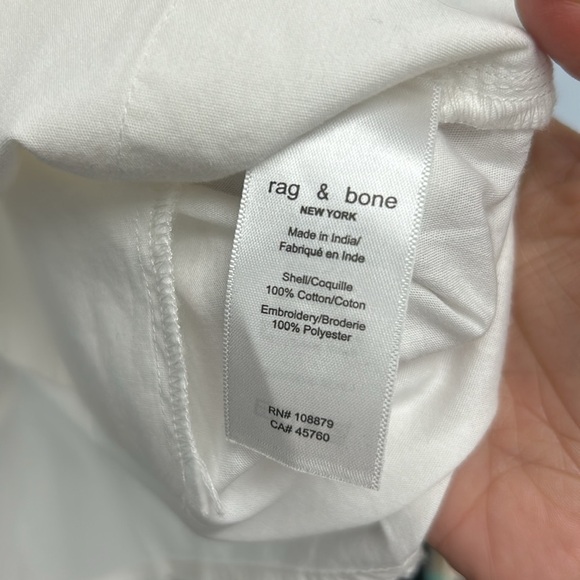 rag & bone
NEW YORK
Made in India/
Fabriqué en Inde
Shell/Coquille
100% Cotton/Coton
Embroidery/Broderie
100% Polyester
RN# 108879
CA# 45760